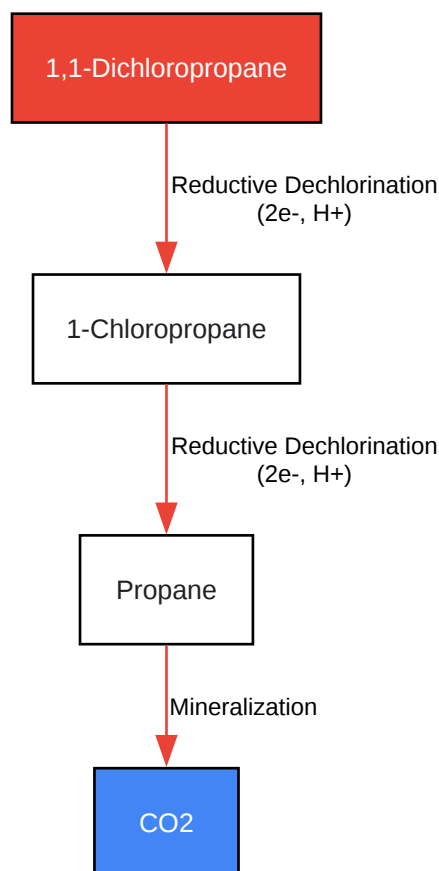 1,1-Dichloropropane
Reductive Dechlorination
(2e-, H+)
1-Chloropropane
Reductive Dechlorination
(2e-, H+)
Propane
Mineralization
CO2